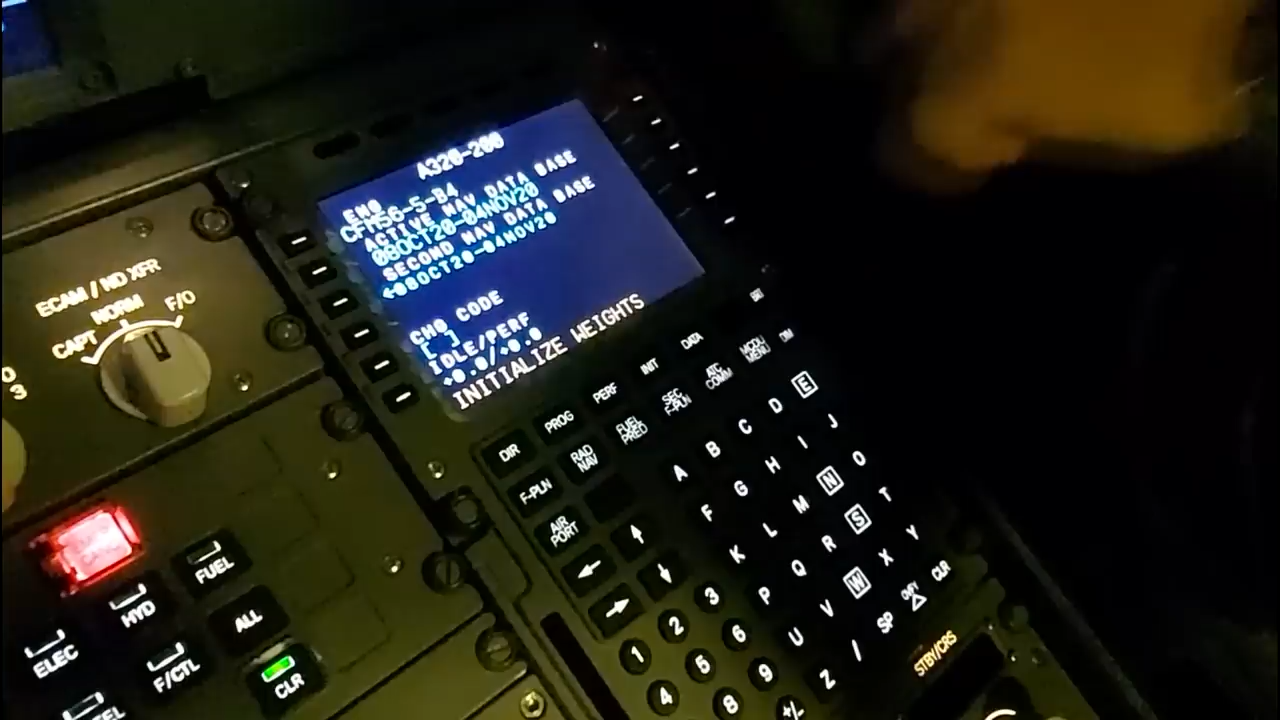 A320-200
ENG
CFM56-5-B4
ACTIVE NAV DATA BASE
08OCT20-04NOV20
SECOND NAV DATA BASE
←08OCT20-04NOV20
CHG CODE
[ ]
IDLE/PERF
+0.0/+0.0
INITIALIZE WEIGHTS
ECAM / ND XFR
CAPT NORM F/O
3
ELEC HYD FUEL
F/CTL ALL
CLR
DIR PROG PERF INIT DATA
BRT
F-PLN RAD NAV FUEL PRED SEC F-PLN ATC COMM MCDU MENU DIM
AIR PORT
← ↑
→ ↓
A B C D E
F G H I J
K L M N O
P Q R S T
U V W X Y
Z / SP OVFY Δ CLR
1 2 3
4 5 6
8 9
+/-
STBY/CRS